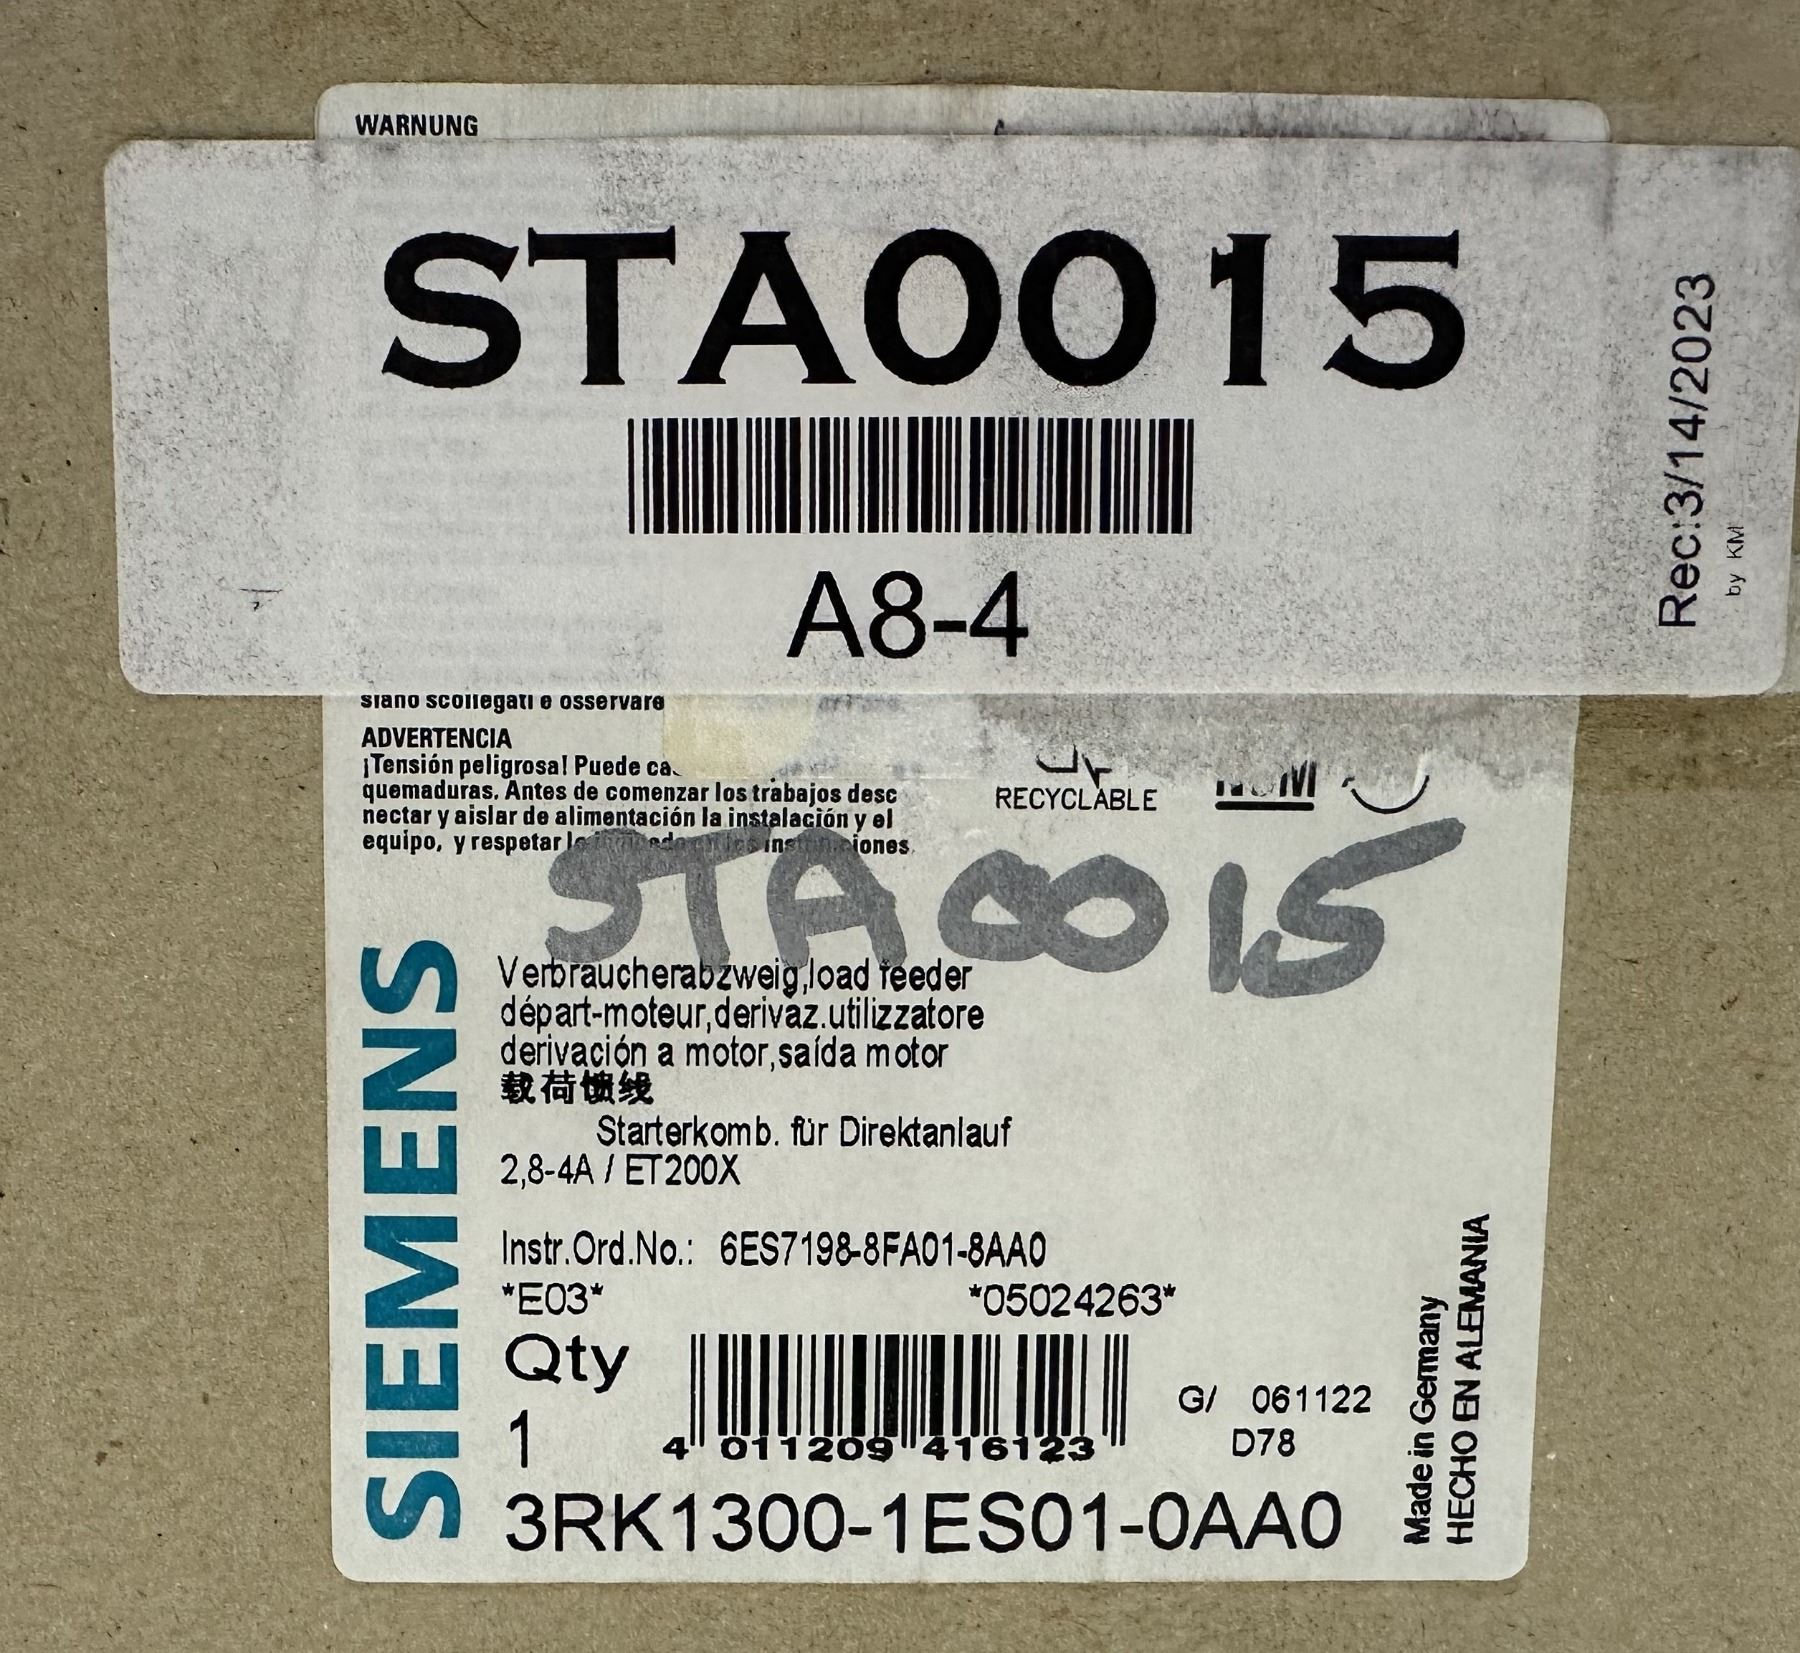 WARNUNG
STA0015
A8-4
Rec:3/14/2023
by KM
siano scollegati e osservare
ADVERTENCIA
¡Tensión peligrosa! Puede
quemaduras. Antes de comenzar los trabajos desc
nectar y aislar de alimentación la instalación y el
equipo, y respetar
RECYCLABLE
STA0015
SIEMENS
Verbraucherabzweig,load feeder
départ-moteur,derivaz.utilizzatore
derivación a motor,saída motor
载荷馈线
Starterkomb. für Direktanlauf
2,8-4A / ET200X
Instr.Ord.No.: 6ES7198-8FA01-8AA0
*E03* *05024263*
Qty
1
4 011209 416123
G/ 061122
D78
3RK1300-1ES01-0AA0
Made in Germany
HECHO EN ALEMANIA